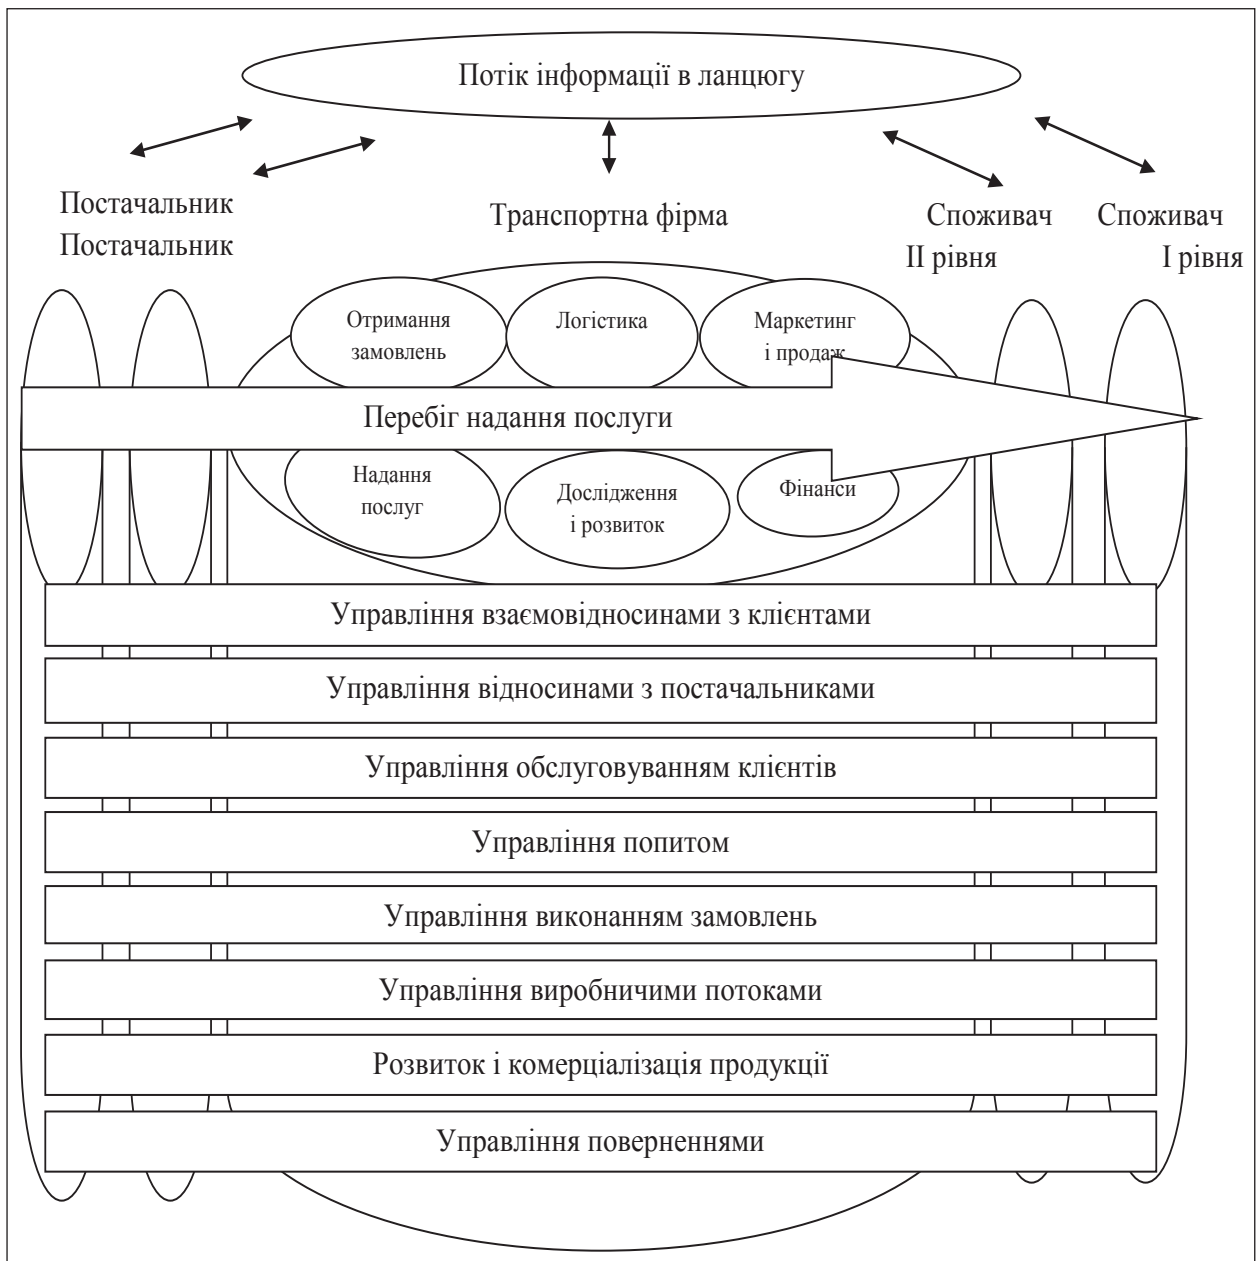 Потік інформації в ланцюгу
Постачальник
Постачальник
Транспортна фірма
Споживач
ІІ рівня
Споживач
І рівня
Отримання
замовлень
Логістика
Маркетинг
і продаж
Перебіг надання послуги
Надання
послуг
Дослідження
і розвиток
Фінанси
Управління взаємовідносинами з клієнтами
Управління відносинами з постачальниками
Управління обслуговуванням клієнтів
Управління попитом
Управління виконанням замовлень
Управління виробничими потоками
Розвиток і комерціалізація продукції
Управління поверненнями